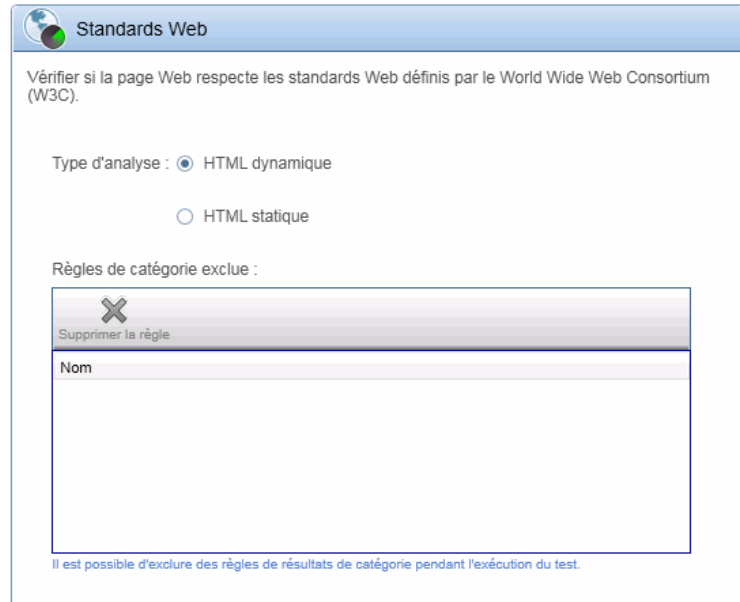 Standards Web
Vérifier si la page Web respecte les standards Web définis par le World Wide Web Consortium
(W3C).
Type d'analyse : HTML dynamique
HTML statique
Règles de catégorie exclue :
Supprimer la règle
Nom
Il est possible d'exclure des règles de résultats de catégorie pendant l'exécution du test.